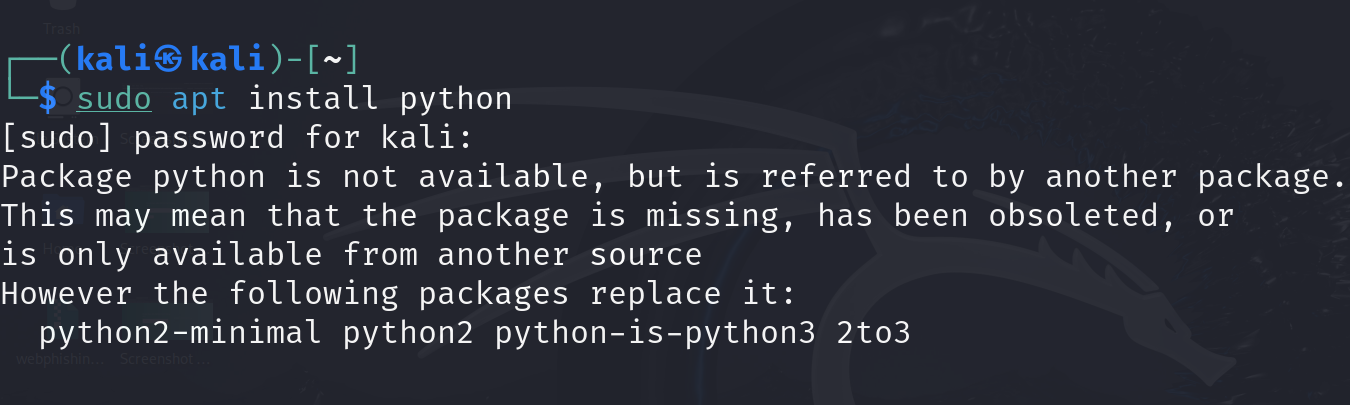 Trash
┌──(kali㉿kali)-[~]
└─$ sudo apt install python
[sudo] password for kali:
Package python is not available, but is referred to by another package.
This may mean that the package is missing, has been obsoleted, or
is only available from another source
However the following packages replace it:
  python2-minimal python2 python-is-python3 2to3
webphishin... Screenshot...